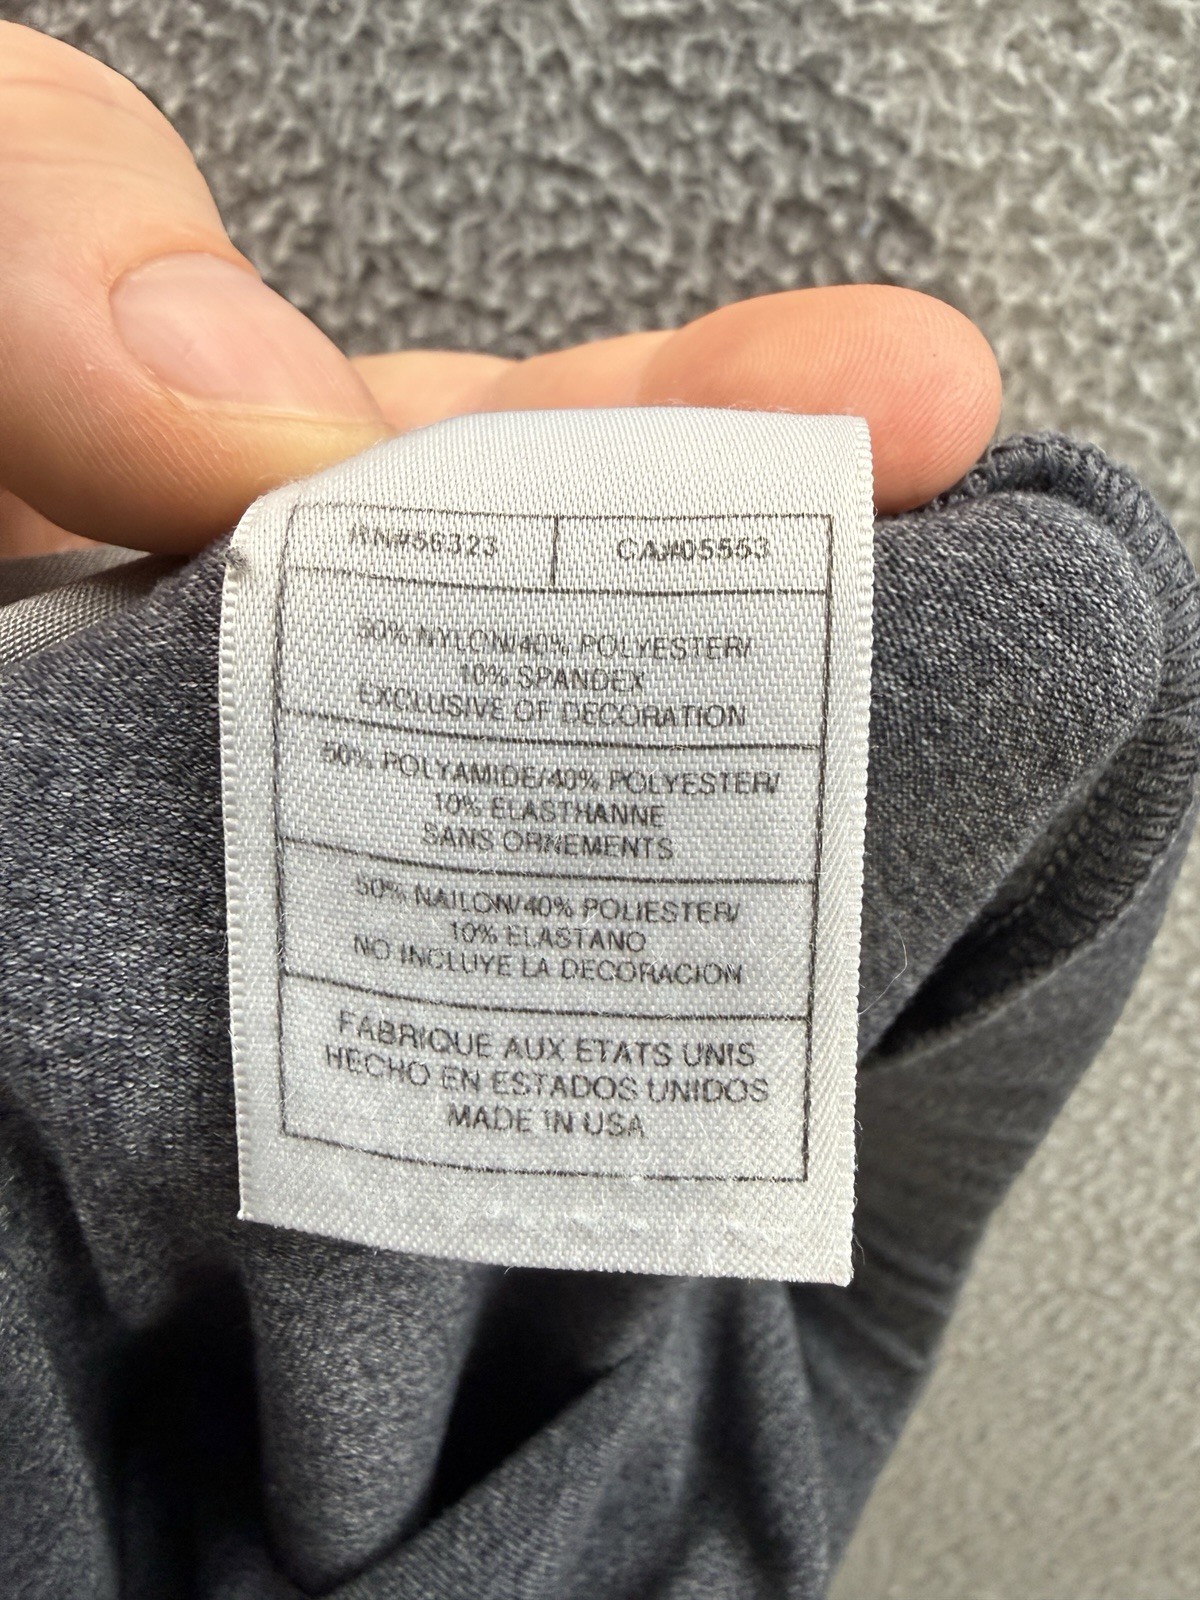 RN#56323 CA#05553
50% NYLON/40% POLYESTER/
10% SPANDEX
EXCLUSIVE OF DECORATION
50% POLYAMIDE/40% POLYESTER/
10% ELASTHANNE
SANS ORNEMENTS
50% NAILON/40% POLIESTER/
10% ELASTANO
NO INCLUYE LA DECORACION
FABRIQUE AUX ETATS UNIS
HECHO EN ESTADOS UNIDOS
MADE IN USA